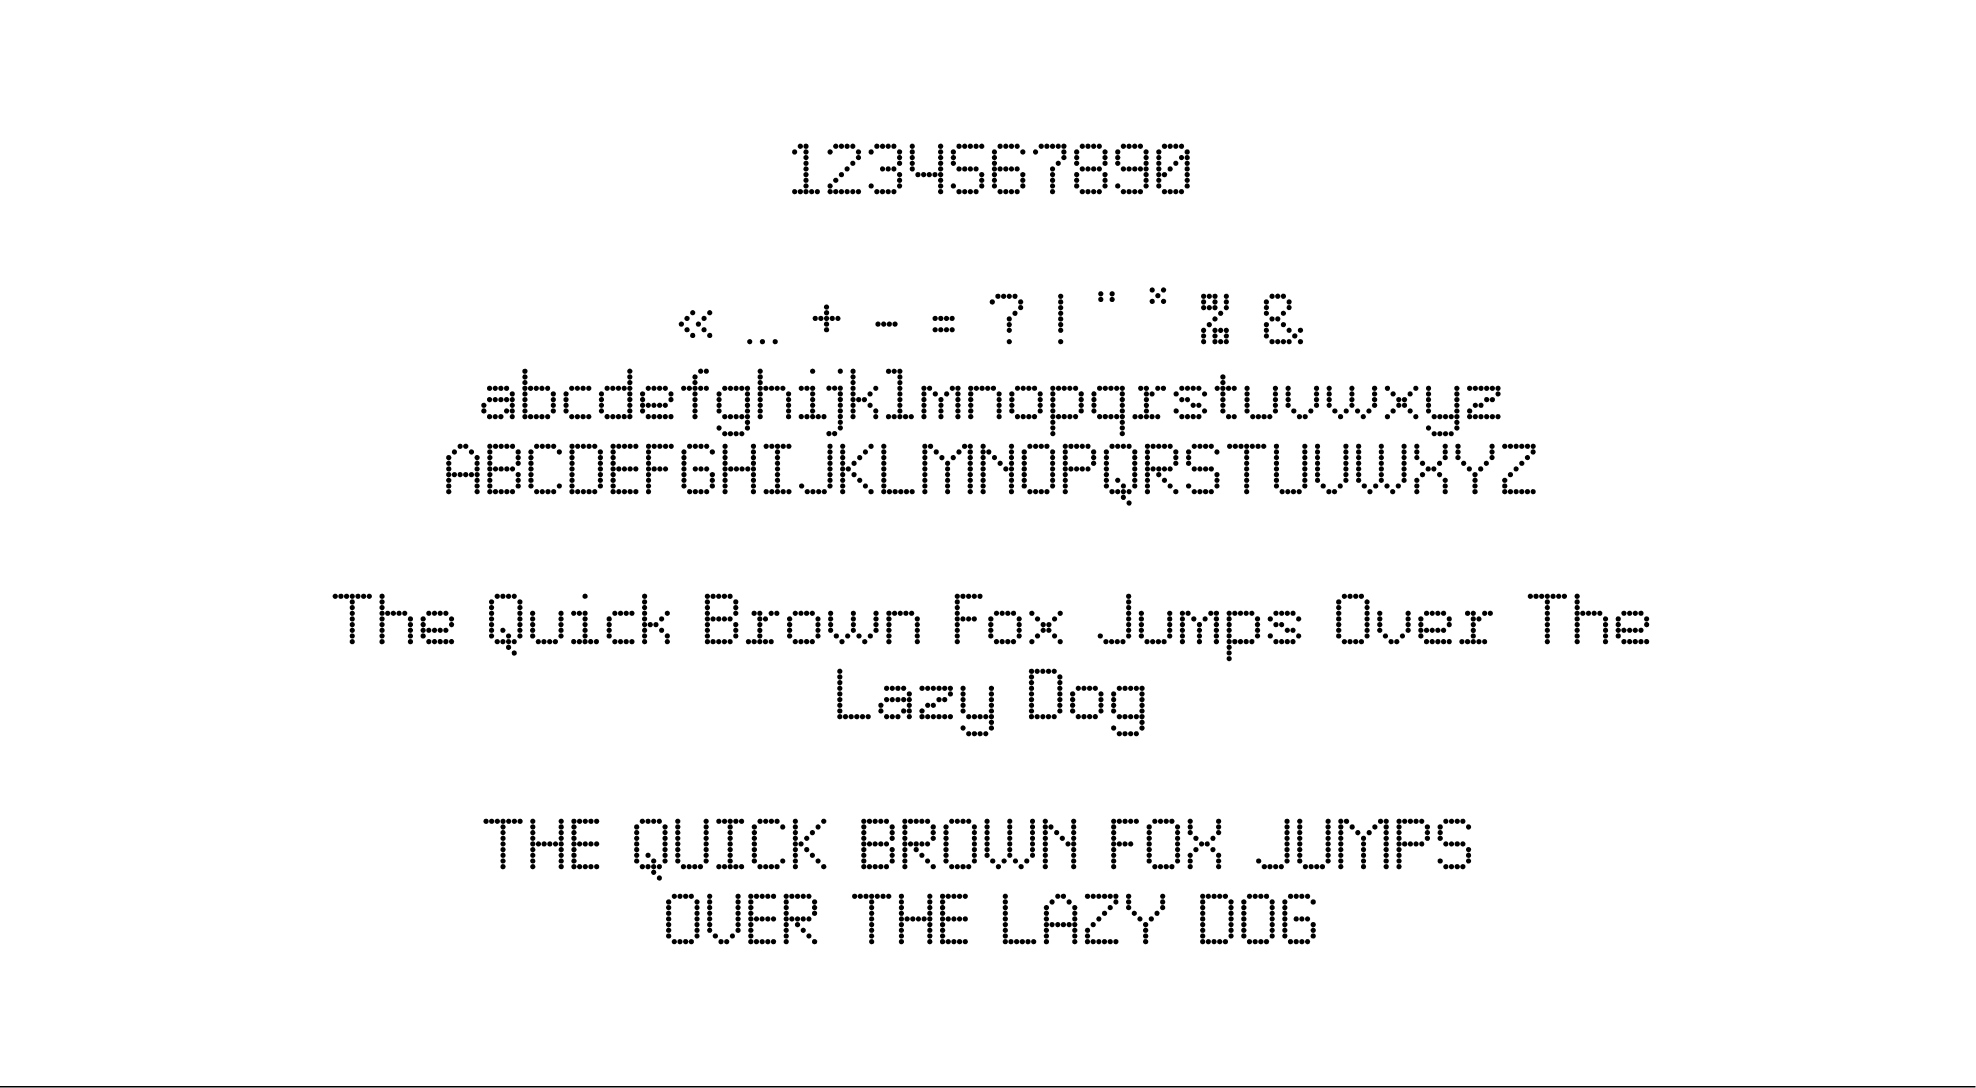 1234567890
« … + - = ? ! " * % &
abcdefghijklmnopqrstuvwxyz
ABCDEFGHIJKLMNOPQRSTUVWXYZ
The Quick Brown Fox Jumps Over The
Lazy Dog
THE QUICK BROWN FOX JUMPS
OVER THE LAZY DOG